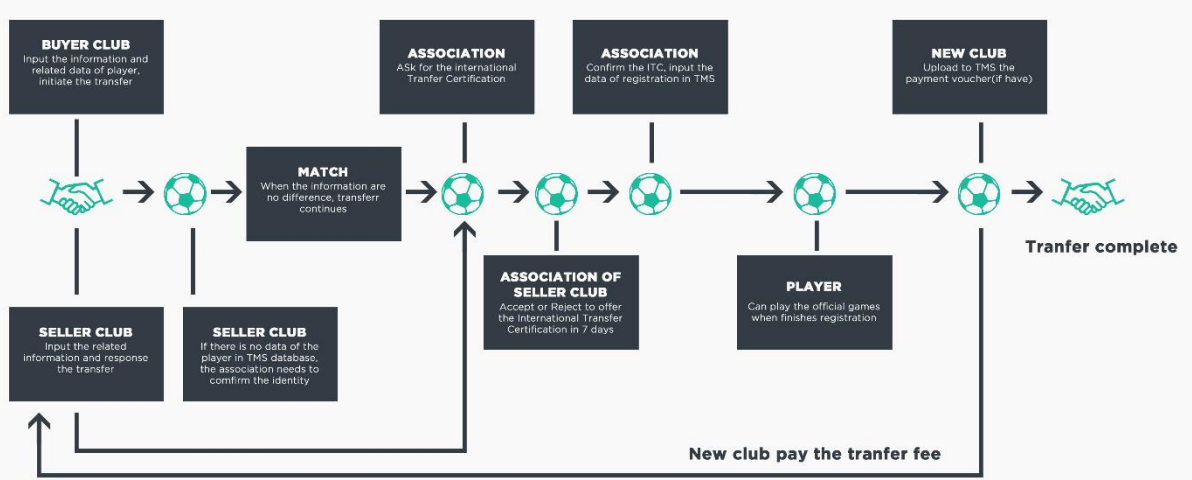 BUYER CLUB
Input the information and
related data of player,
initiate the transfer
ASSOCIATION
ASk for the international
Tranfer Certification
ASSOCIATION
Confirm the ITC, input the
data of registration in TMS
NEW CLUB
Upload to TMS the
payment voucher(if have)
MATCH
When the information are
no difference, transferr
continues
Tranfer complete
ASSOCIATION OF
SELLER CLUB
Accept or Reject to offer
the International Transfer
Certification in 7 days
PLAYER
Can play the official games
when finishes registration
SELLER CLUB
Input the related
information and response
the transfer
SELLER CLUB
If there is no data of the
player in TMS database,
the association needs to
comfirm the identity
New club pay the tranfer fee